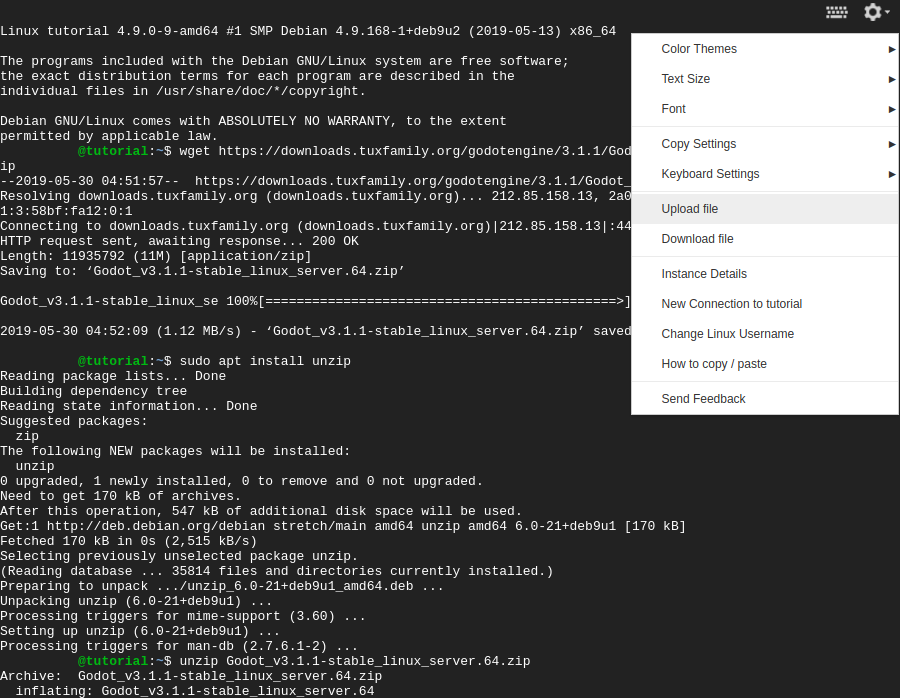 Linux tutorial 4.9.0-9-amd64 #1 SMP Debian 4.9.168-1+deb9u2 (2019-05-13) x86_64
The programs included with the Debian GNU/Linux system are free software;
the exact distribution terms for each program are described in the
individual files in /usr/share/doc/*/copyright.
Debian GNU/Linux comes with ABSOLUTELY NO WARRANTY, to the extent
permitted by applicable law.
@tutorial:~$ wget https://downloads.tuxfamily.org/godotengine/3.1.1/God
ip
--2019-05-30 04:51:57--  https://downloads.tuxfamily.org/godotengine/3.1.1/Godot_
Resolving downloads.tuxfamily.org (downloads.tuxfamily.org)... 212.85.158.13, 2a0
1:3:58bf:fa12:0:1
Connecting to downloads.tuxfamily.org (downloads.tuxfamily.org)|212.85.158.13|:44
HTTP request sent, awaiting response... 200 OK
Length: 11935792 (11M) [application/zip]
Saving to: ‘Godot_v3.1.1-stable_linux_server.64.zip’
Godot_v3.1.1-stable_linux_se 100%[=============================================>]
2019-05-30 04:52:09 (1.12 MB/s) - ‘Godot_v3.1.1-stable_linux_server.64.zip’ saved
@tutorial:~$ sudo apt install unzip
Reading package lists... Done
Building dependency tree
Reading state information... Done
Suggested packages:
  zip
The following NEW packages will be installed:
  unzip
0 upgraded, 1 newly installed, 0 to remove and 0 not upgraded.
Need to get 170 kB of archives.
After this operation, 547 kB of additional disk space will be used.
Get:1 http://deb.debian.org/debian stretch/main amd64 unzip amd64 6.0-21+deb9u1 [170 kB]
Fetched 170 kB in 0s (2,515 kB/s)
Selecting previously unselected package unzip.
(Reading database ... 35814 files and directories currently installed.)
Preparing to unpack .../unzip_6.0-21+deb9u1_amd64.deb ...
Unpacking unzip (6.0-21+deb9u1) ...
Processing triggers for mime-support (3.60) ...
Setting up unzip (6.0-21+deb9u1) ...
Processing triggers for man-db (2.7.6.1-2) ...
@tutorial:~$ unzip Godot_v3.1.1-stable_linux_server.64.zip
Archive:  Godot_v3.1.1-stable_linux_server.64.zip
  inflating: Godot_v3.1.1-stable_linux_server.64
Color Themes
Text Size
Font
Copy Settings
Keyboard Settings
Upload file
Download file
Instance Details
New Connection to tutorial
Change Linux Username
How to copy / paste
Send Feedback